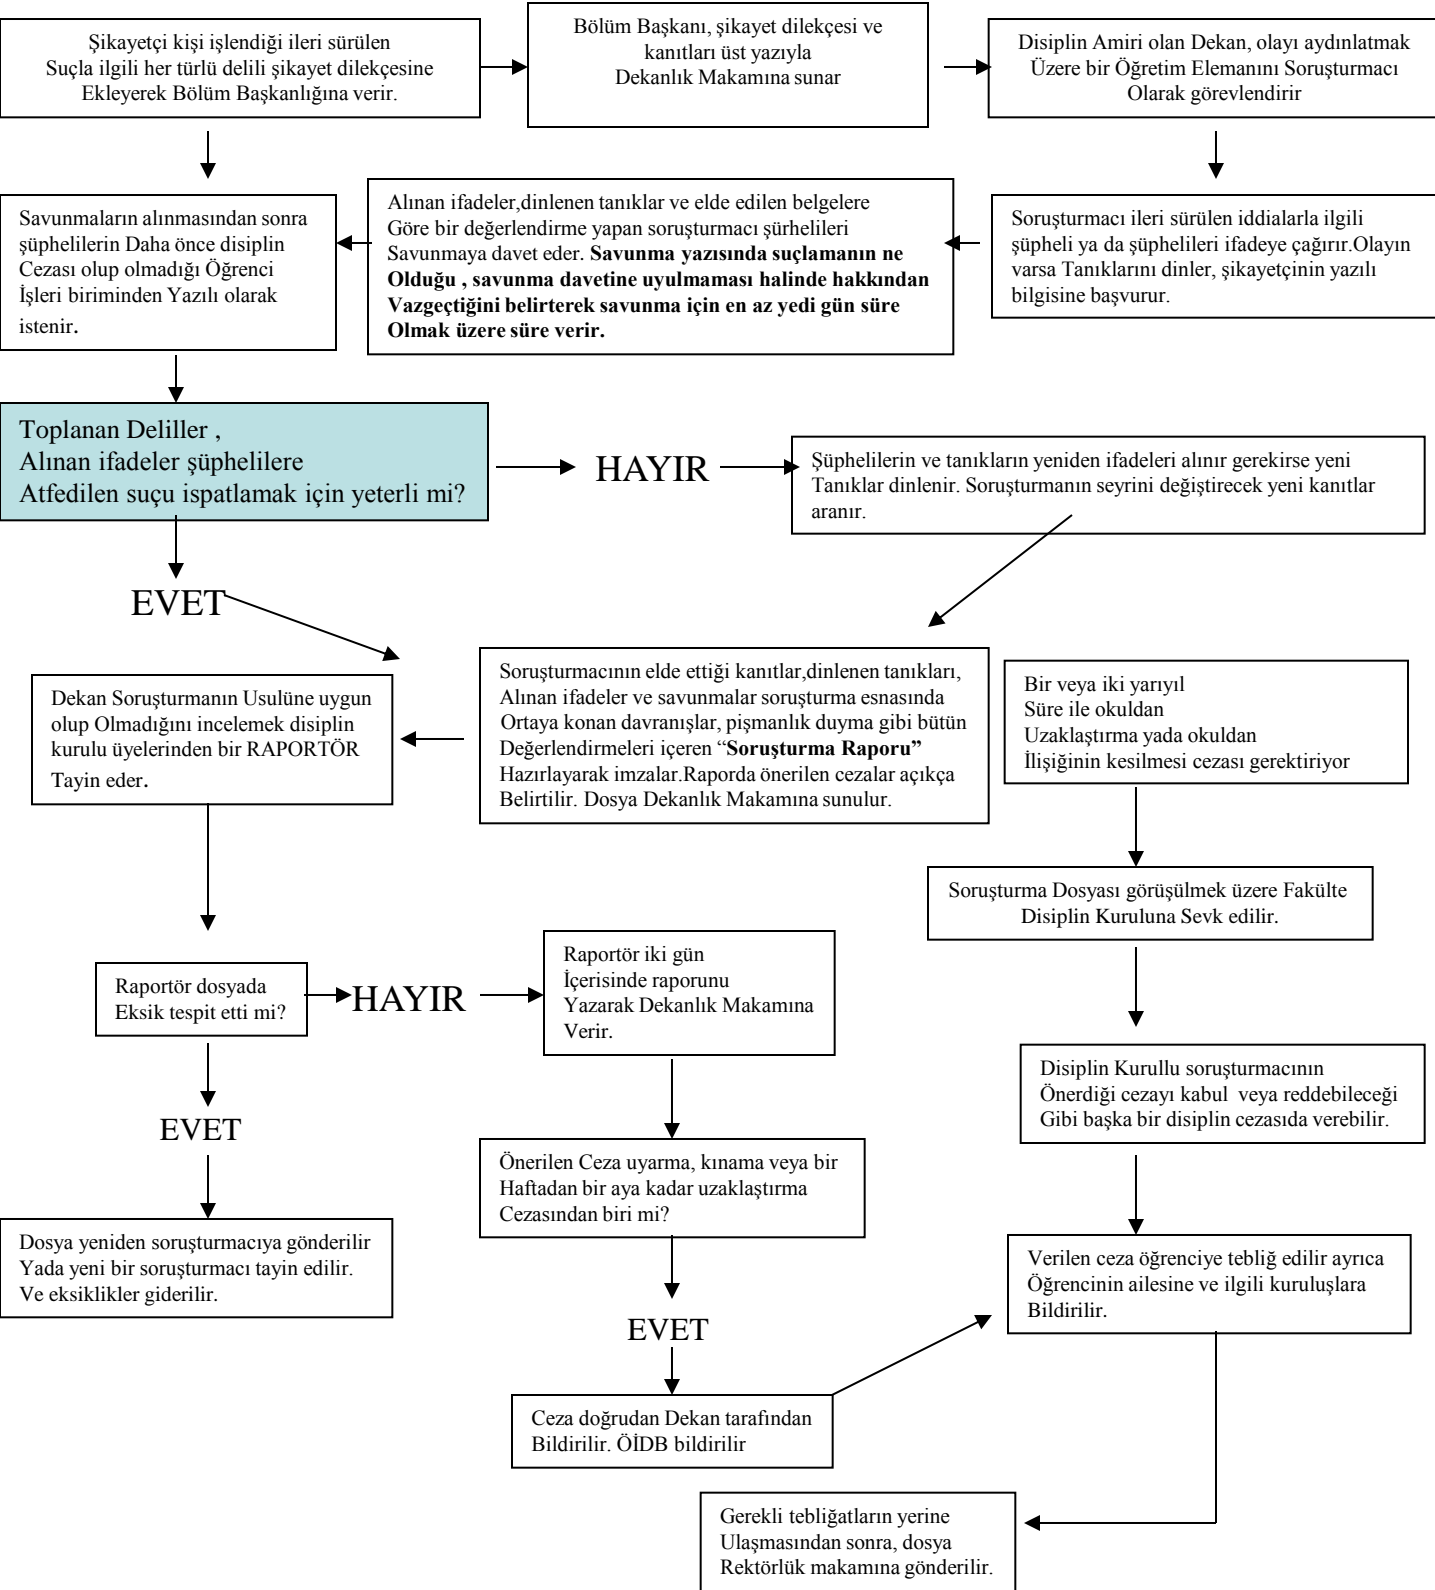 Şikayetçi kişi işlendiği ileri sürülen
Suçla ilgili her türlü delili şikayet dilekçesine
Ekleyerek Bölüm Başkanlığına verir.
Bölüm Başkanı, şikayet dilekçesi ve
kanıtları üst yazıyla
Dekanlık Makamına sunar
Disiplin Amiri olan Dekan, olayı aydınlatmak
Üzere bir Öğretim Elemanını Soruşturmacı
Olarak görevlendirir
Savunmaların alınmasından sonra
şüphelilerin Daha önce disiplin
Cezası olup olmadığı Öğrenci
İşleri biriminden Yazılı olarak
istenir.
Alınan ifadeler,dinlenen tanıklar ve elde edilen belgelere
Göre bir değerlendirme yapan soruşturmacı şürhelileri
Savunmaya davet eder. Savunma yazısında suçlamanın ne
Olduğu , savunma davetine uyulmaması halinde hakkından
Vazgeçtiğini belirterek savunma için en az yedi gün süre
Olmak üzere süre verir.
Soruşturmacı ileri sürülen iddialarla ilgili
şüpheli ya da şüphelileri ifadeye çağırır.Olayın
varsa Tanıklarını dinler, şikayetçinin yazılı
bilgisine başvurur.
Toplanan Deliller ,
Alınan ifadeler şüphelilere
Atfedilen suçu ispatlamak için yeterli mi?
HAYIR
Şüphelilerin ve tanıkların yeniden ifadeleri alınır gerekirse yeni
Tanıklar dinlenir. Soruşturmanın seyrini değiştirecek yeni kanıtlar
aranır.
EVET
Dekan Soruşturmanın Usulüne uygun
olup Olmadığını incelemek disiplin
kurulu üyelerinden bir RAPORTÖR
Tayin eder.
Soruşturmacının elde ettiği kanıtlar,dinlenen tanıkları,
Alınan ifadeler ve savunmalar soruşturma esnasında
Ortaya konan davranışlar, pişmanlık duyma gibi bütün
Değerlendirmeleri içeren “Soruşturma Raporu”
Hazırlayarak imzalar.Raporda önerilen cezalar açıkça
Belirtilir. Dosya Dekanlık Makamına sunulur.
Bir veya iki yarıyıl
Süre ile okuldan
Uzaklaştırma yada okuldan
İlişiğinin kesilmesi cezası gerektiriyor
Soruşturma Dosyası görüşülmek üzere Fakülte
Disiplin Kuruluna Sevk edilir.
Raportör dosyada
Eksik tespit etti mi?
HAYIR
Raportör iki gün
İçerisinde raporunu
Yazarak Dekanlık Makamına
Verir.
Disiplin Kurullu soruşturmacının
Önerdiği cezayı kabul veya reddebileceği
Gibi başka bir disiplin cezasıda verebilir.
EVET
Önerilen Ceza uyarma, kınama veya bir
Haftadan bir aya kadar uzaklaştırma
Cezasından biri mi?
Dosya yeniden soruşturmacıya gönderilir
Yada yeni bir soruşturmacı tayin edilir.
Ve eksiklikler giderilir.
Verilen ceza öğrenciye tebliğ edilir ayrıca
Öğrencinin ailesine ve ilgili kuruluşlara
Bildirilir.
EVET
Ceza doğrudan Dekan tarafından
Bildirilir. ÖİDB bildirilir
Gerekli tebliğatların yerine
Ulaşmasından sonra, dosya
Rektörlük makamına gönderilir.